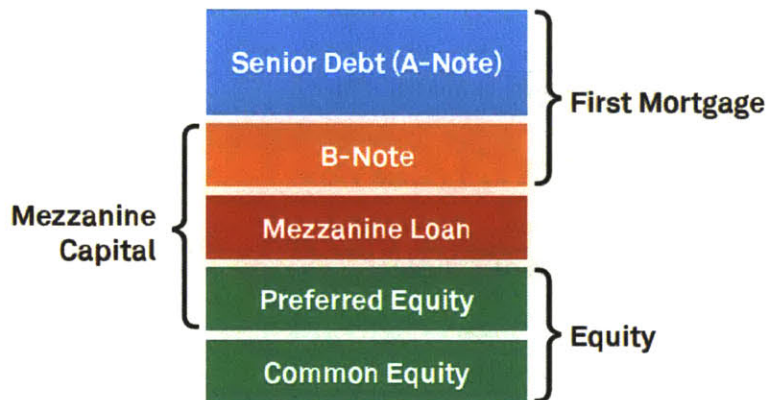 Senior Debt (A-Note)
First Mortgage
B-Note
Mezzanine
Capital
Mezzanine Loan
Preferred Equity
Equity
Common Equity